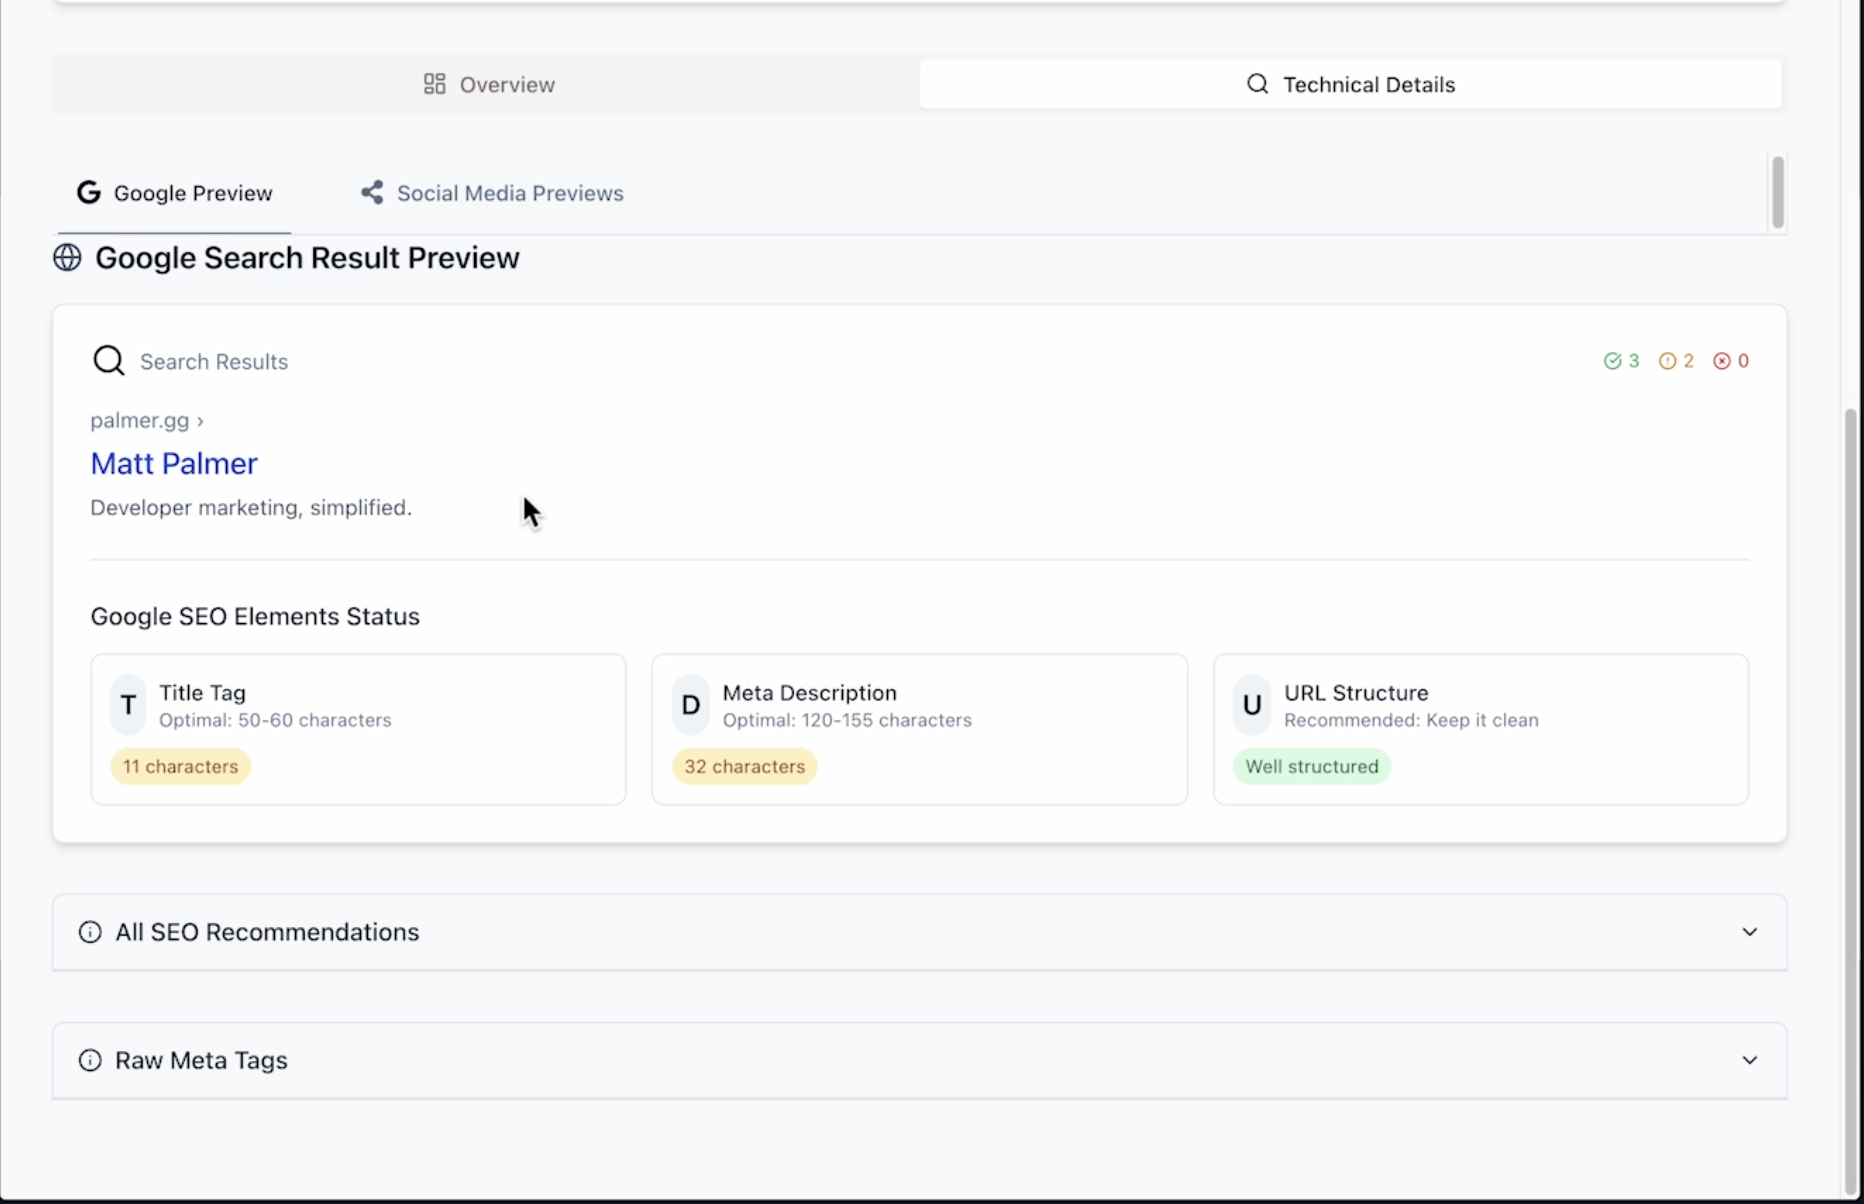 Overview
Technical Details
Google Preview
Social Media Previews
Google Search Result Preview
Search Results
3 2 0
palmer.gg ›
Matt Palmer
Developer marketing, simplified.
Google SEO Elements Status
T
Title Tag
Optimal: 50-60 characters
11 characters
D
Meta Description
Optimal: 120-155 characters
32 characters
U
URL Structure
Recommended: Keep it clean
Well structured
All SEO Recommendations
Raw Meta Tags